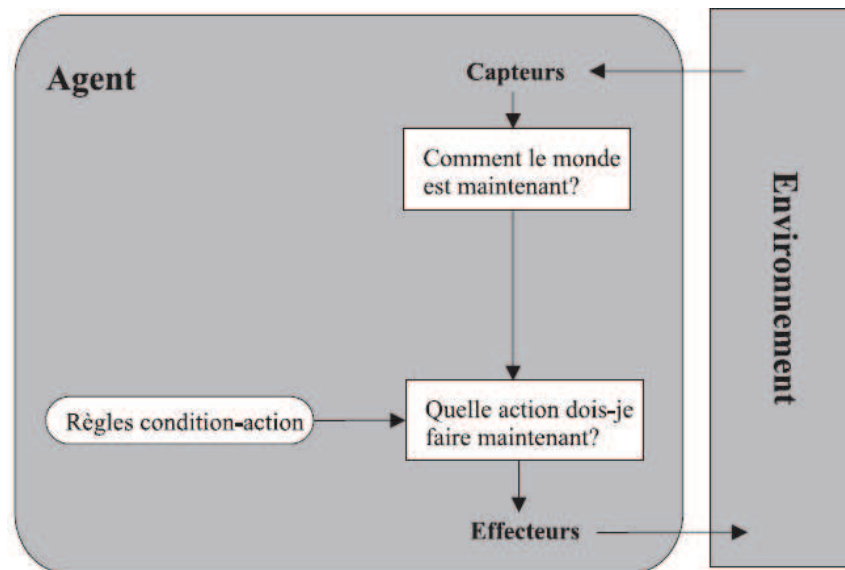 Agent
Capteurs
Comment le monde
est maintenant?
Environnement
Règles condition-action
Quelle action dois-je
faire maintenant?
Effecteurs